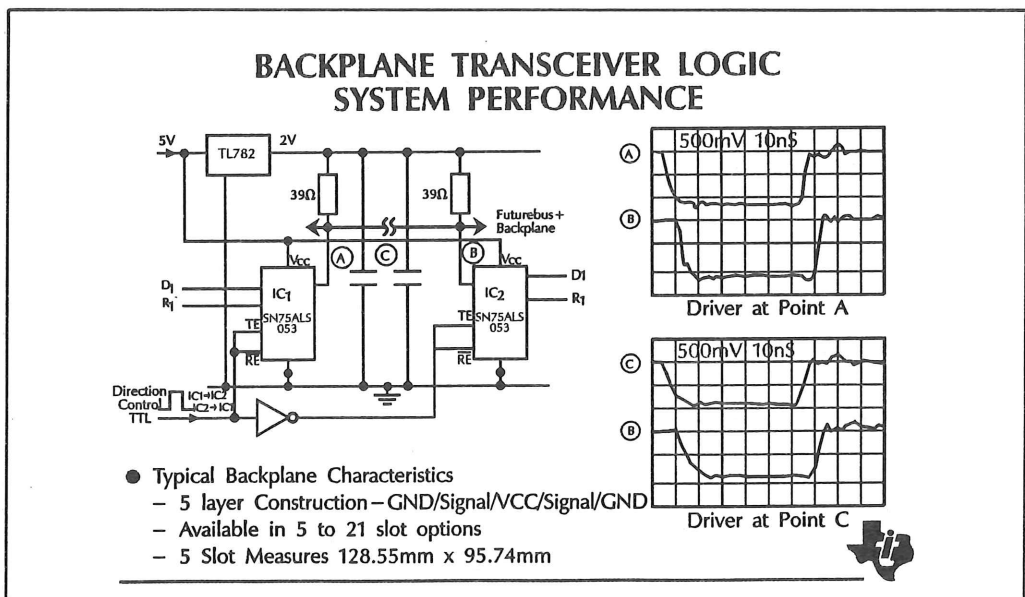 BACKPLANE TRANSCEIVER LOGIC
SYSTEM PERFORMANCE
5V
TL782
2V
39Ω
39Ω
Futurebus+
Backplane
VCC
A
C
B
VCC
D1
R1
IC1
SN75ALS
053
TE
RE
IC2
SN75ALS
053
TE
RE
D1
R1
Direction
Control
TTL
IC1→IC2
IC2→IC1
A
500mV 10nS
B
Driver at Point A
C
500mV 10nS
B
Driver at Point C
● Typical Backplane Characteristics
– 5 layer Construction – GND/Signal/VCC/Signal/GND
– Available in 5 to 21 slot options
– 5 Slot Measures 128.55mm x 95.74mm